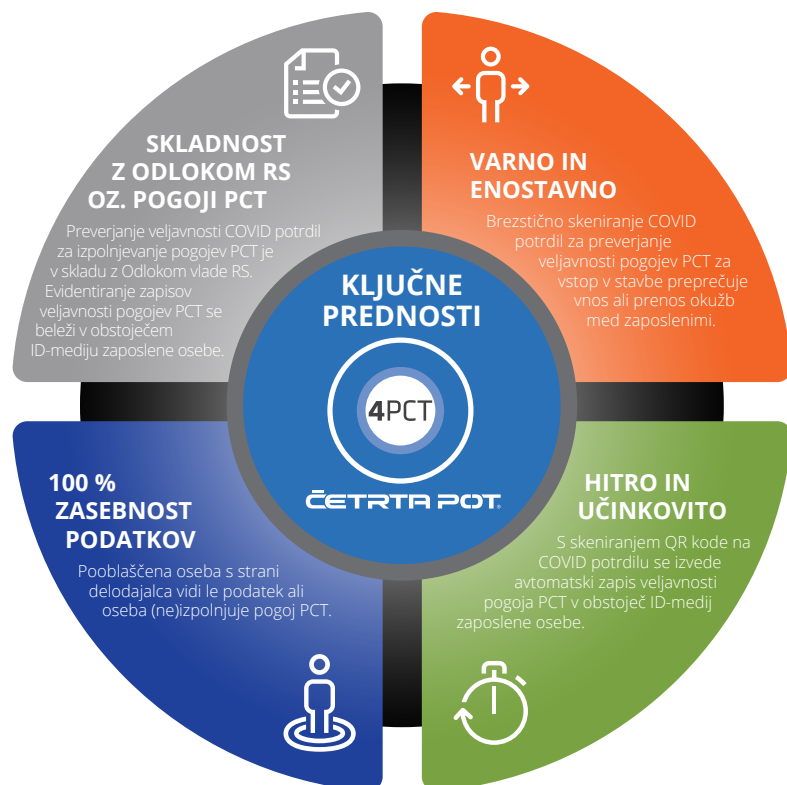 SKLADNOST
Z ODLOKOM RS
OZ. POGOJI PCT
Preverjanje veljavnosti COVID potrdil
za izpolnjevanje pogojev PCT je
v skladu z Odlokom vlade RS.
Evidentiranje zapisov
veljavnosti pogojev PCT se
beleži v obstoječem
ID-mediju zaposlene osebe.
VARNO IN
ENOSTAVNO
Brezstično skeniranje COVID
potrdil za preverjanje
veljavnosti pogojev PCT za
vstop v stavbe preprečuje
vnos ali prenos okužb
med zaposlenimi.
KLJUČNE
PREDNOSTI
4PCT
ČETRTA POT
100 %
ZASEBNOST
PODATKOV
Pooblaščena oseba s strani
delodajalca vidi le podatek ali
oseba (ne)izpolnjuje pogoj PCT.
HITRO IN
UČINKOVITO
S skeniranjem QR kode na
COVID potrdilu se izvede
avtomatski zapis veljavnosti
pogoja PCT v obstoječ ID-medij
zaposlene osebe.